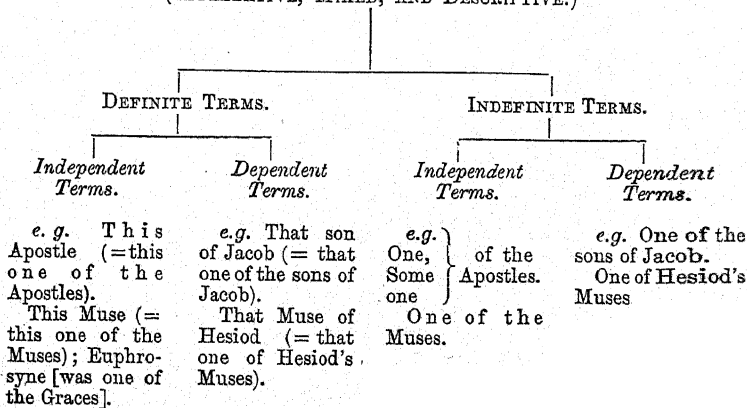 AND DESCRIPTIVE.)
DEFINITE TERMS.
INDEFINITE TERMS.
Independent
Terms.
Dependent
Terms.
Independent
Terms.
Dependent
Terms.
e. g. This
Apostle (=this
one of the
Apostles).
This Muse (=
this one of the
Muses); Euphro-
syne [was one of
the Graces].
e.g. That son
of Jacob (= that
one of the sons of
Jacob).
That Muse of
Hesiod (= that
one of Hesiod's
Muses).
e.g.
One, of the
Some Apostles.
one
One of the
Muses.
e.g. One of the
sons of Jacob.
One of Hesiod's
Muses